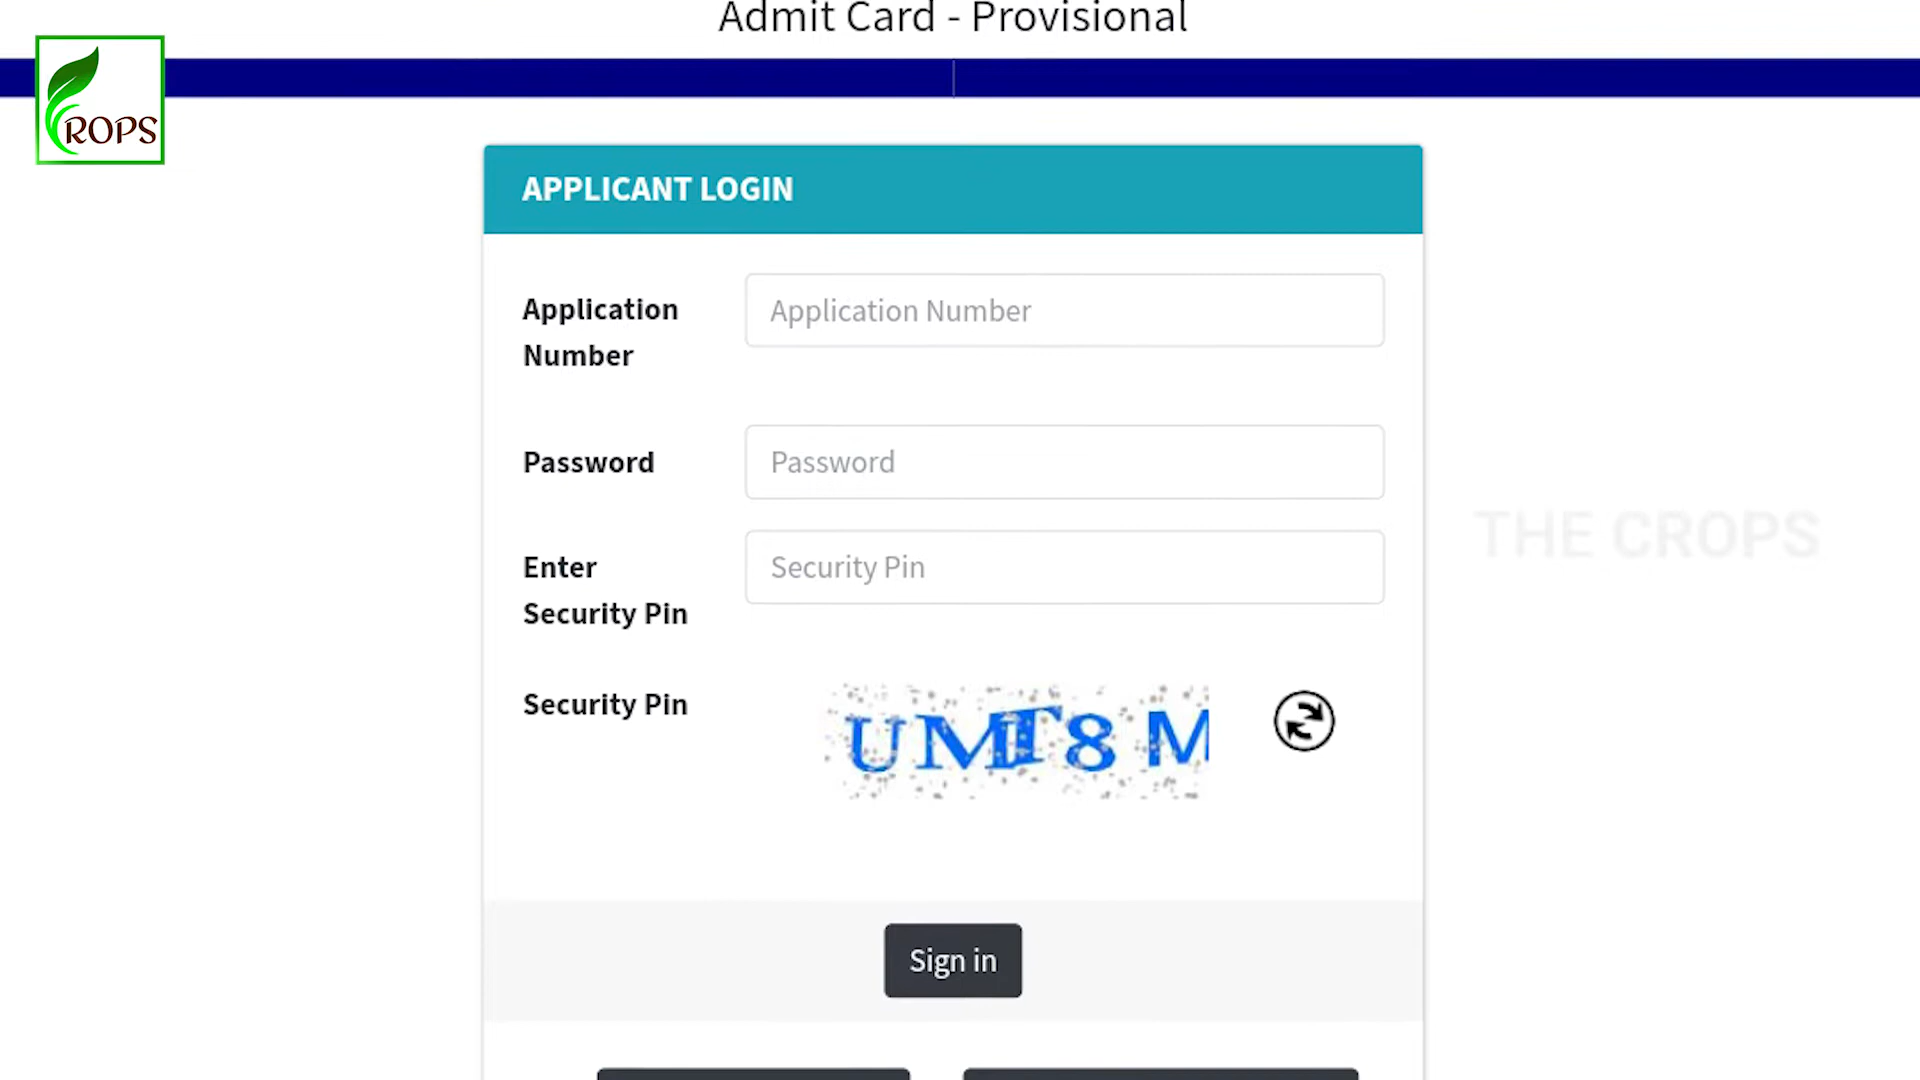 Admit Card - Provisional
ROPS
APPLICANT LOGIN
Application
Number
Application Number
Password
Password
Enter
Security Pin
Security Pin
Security Pin
THE CROPS
Sign in